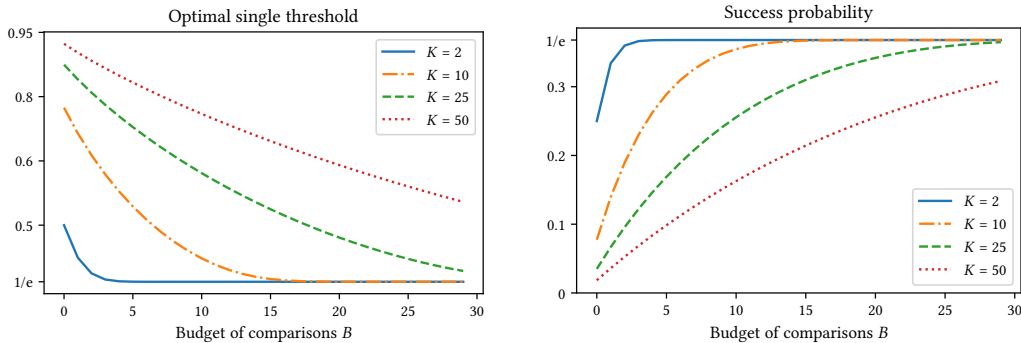 Optimal single threshold
0.95
0.8
0.6
0.5
1/e
K = 2
K = 10
K = 25
K = 50
0 5 10 15 20 25 30
Budget of comparisons B
Success probability
1/e
0.3
0.2
0.1
0
K = 2
K = 10
K = 25
K = 50
0 5 10 15 20 25 30
Budget of comparisons B